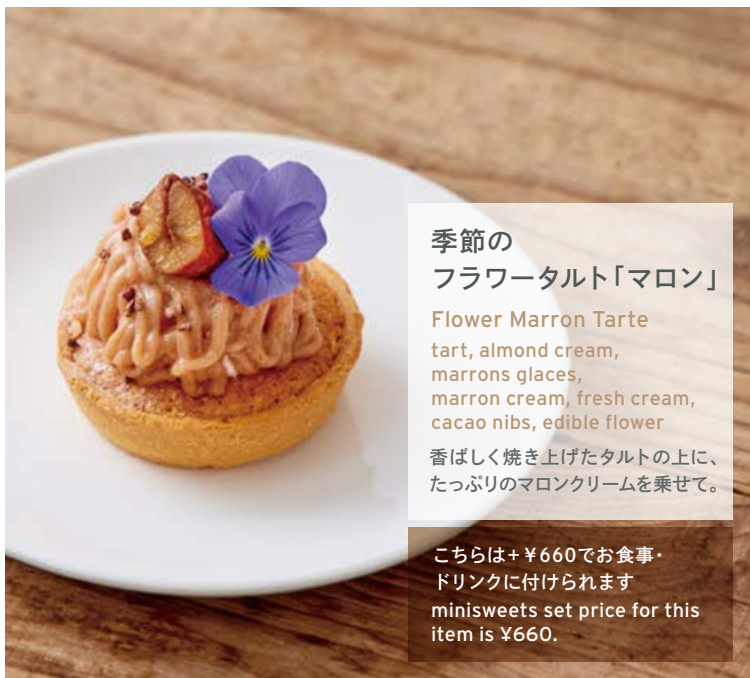 季節の
フラワータルト「マロン」
Flower Marron Tarte
tart, almond cream,
marrons glaces,
marron cream, fresh cream,
cacao nibs, edible flower
香ばしく焼き上げたタルトの上に、
たっぷりのマロンクリームを乗せて。
こちらは+¥660でお食事・
ドリンクに付けられます
minisweets set price for this
item is ¥660.